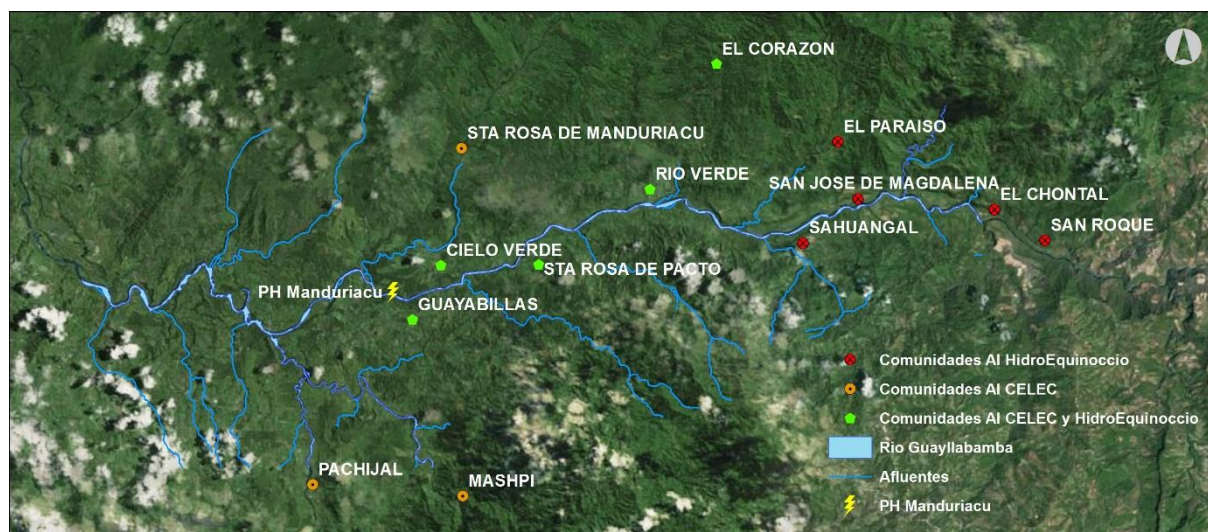 EL CORAZON
STA ROSA DE MANDURIACU
EL PARAISO
RIO VERDE
SAN JOSE DE MAGDALENA
EL CHONTAL
SAHUANGAL
SAN ROQUE
CIELO VERDE
STA ROSA DE PACTO
PH Manduriacu
GUAYABILLAS
PACHIJAL
MASHPI
Comunidades AI HidroEquinoccio
Comunidades AI CELEC
Comunidades AI CELEC y HidroEquinoccio
Rio Guayllabamba
Afluentes
PH Manduriacu